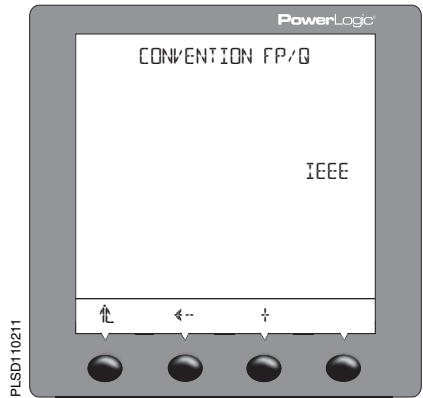 PowerLogic®
CONVENTION FP/Q
IEEE
<--
+
PLSD110211